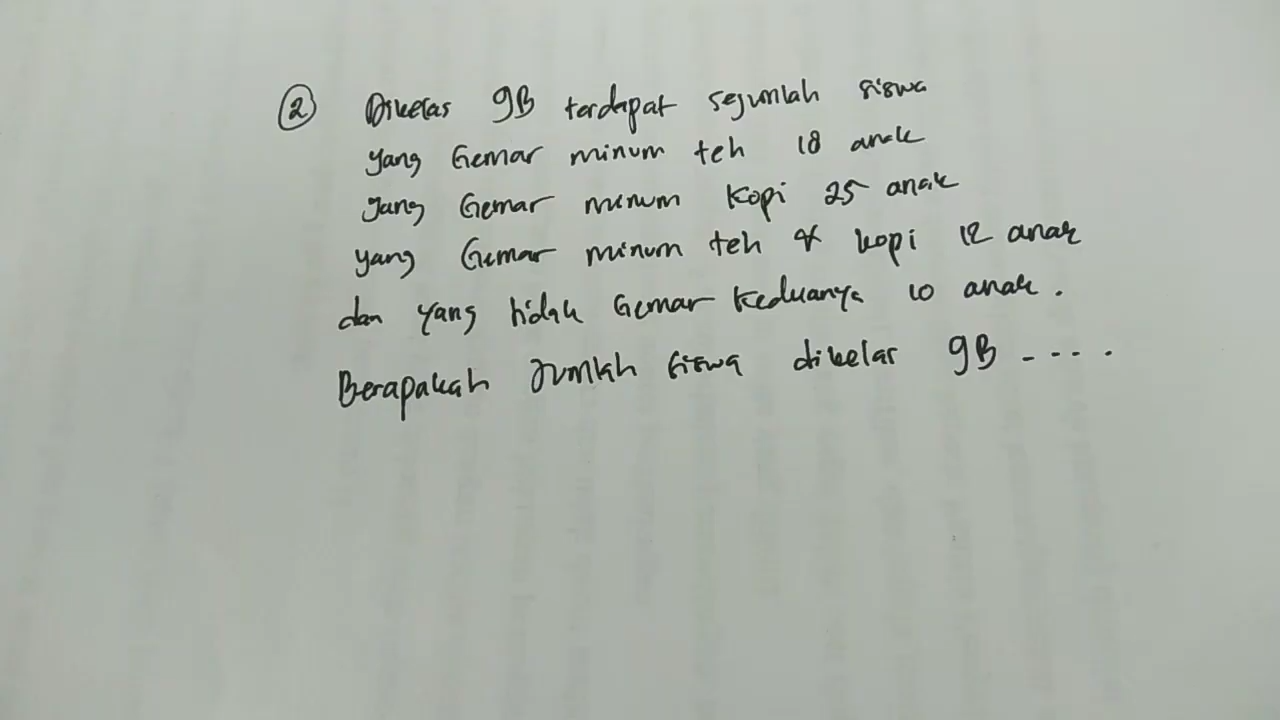 ② Dikelas 9B terdapat sejumlah siswa
yang Gemar minum teh 18 anak
yang Gemar minum kopi 25 anak
yang Gemar minum teh & kopi 12 anak
dan yang tidak Gemar keduanya 10 anak.
Berapakah Jumlah siswa dikelas 9B ----.